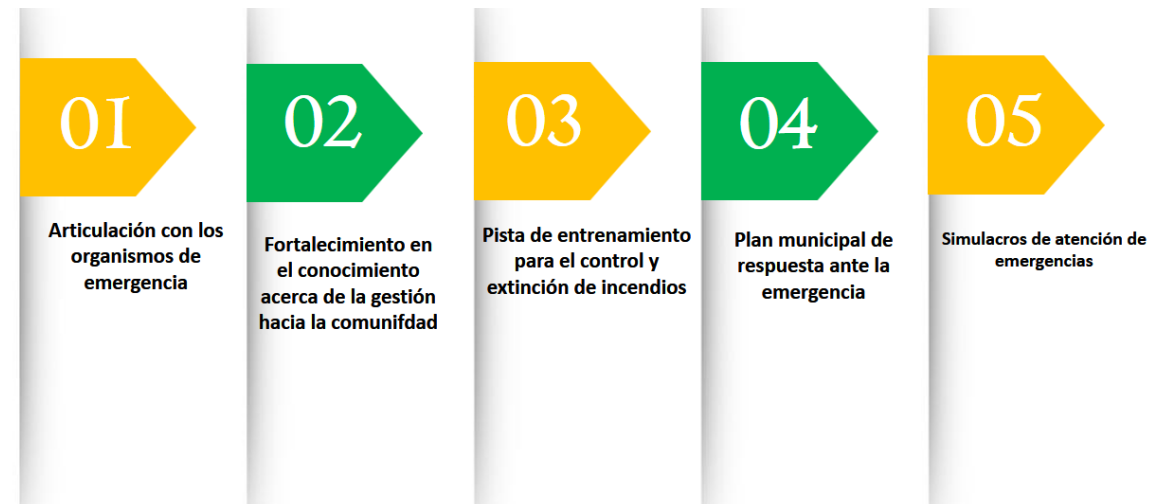 01
Articulación con los
organismos de
emergencia
02
Fortalecimiento en
el conocimiento
acerca de la gestión
hacia la comunifdad
03
Pista de entrenamiento
para el control y
extinción de incendios
04
Plan municipal de
respuesta ante la
emergencia
05
Simulacros de atención de
emergencias